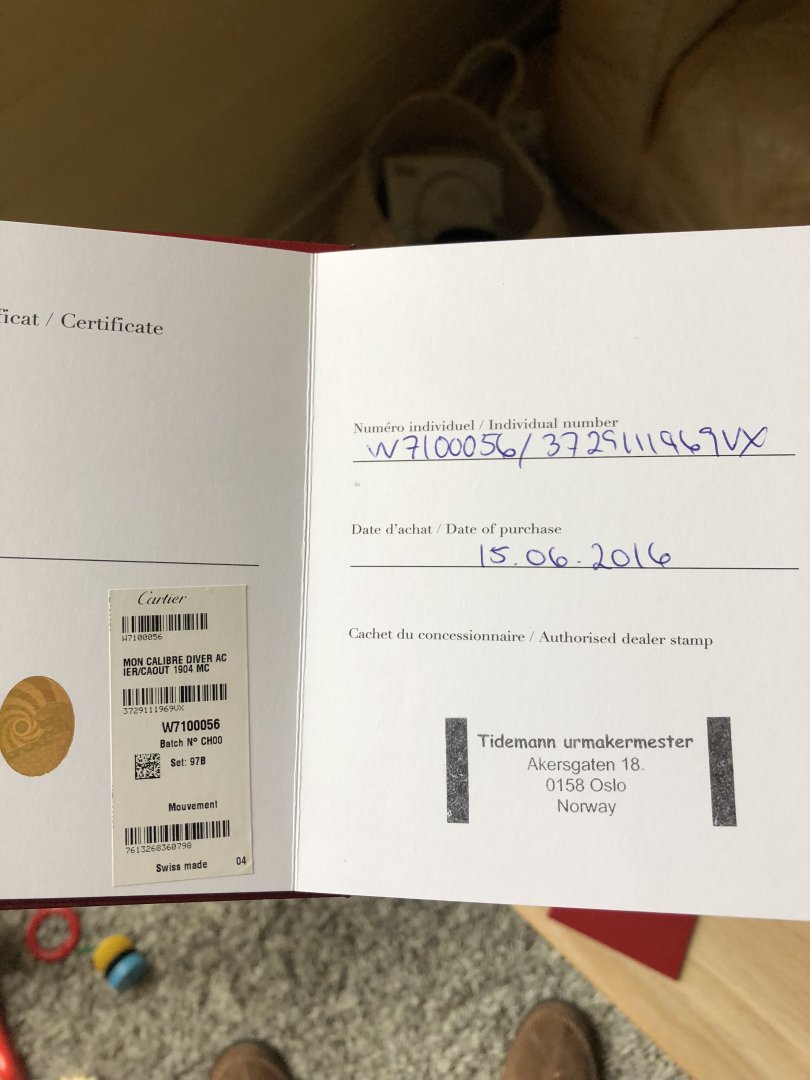 ficat / Certificate
Cartier
W7100056
MON CALIBRE DIVER AC
IER/CAOUT 1904 MC
3729111969VX
W7100056
Batch N° CH00
Set: 97B
Mouvement
7613268360798
Swiss made 04
Numéro individuel / Individual number
W7100056/3729111969VX
Date d'achat / Date of purchase
15.06.2016
Cachet du concessionnaire / Authorised dealer stamp
Tidemann urmakermester
Akersgaten 18.
0158 Oslo
Norway